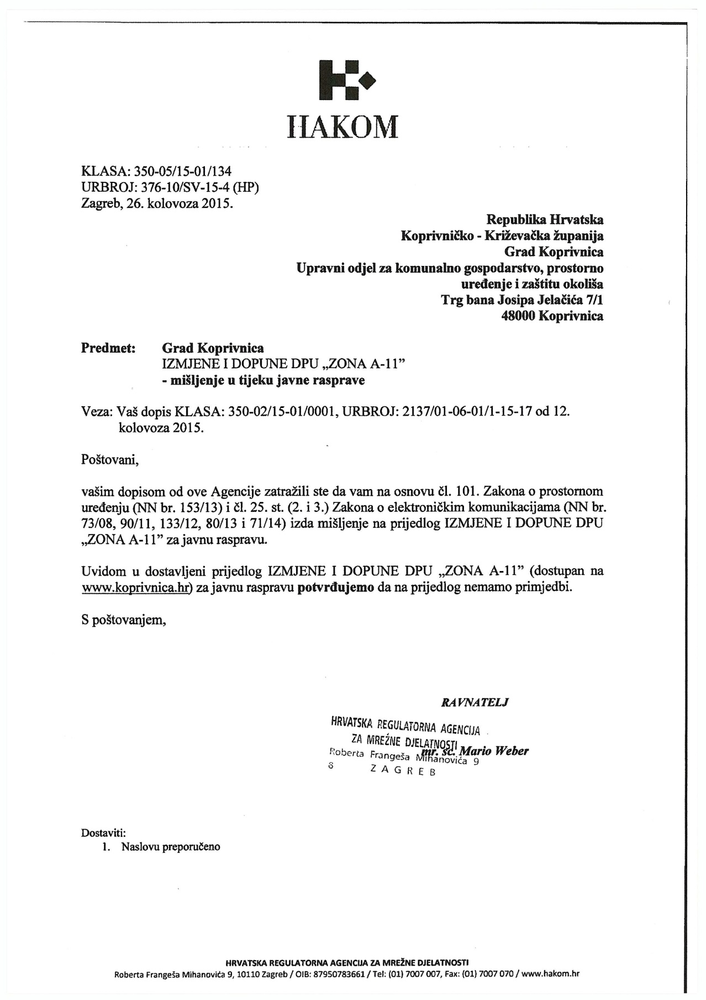 HAKOM
KLASA: 350-05/15-01/134
URBROJ: 376-10/SV-15-4 (HP)
Zagreb, 26. kolovoza 2015.
Republika Hrvatska
Koprivničko - Križevačka županija
Grad Koprivnica
Upravni odjel za komunalno gospodarstvo, prostorno
uređenje i zaštitu okoliša
Trg bana Josipa Jelačića 7/1
48000 Koprivnica
Predmet: Grad Koprivnica
IZMJENE I DOPUNE DPU „ZONA A-11”
- mišljenje u tijeku javne rasprave
Veza: Vaš dopis KLASA: 350-02/15-01/0001, URBROJ: 2137/01-06-01/1-15-17 od 12.
kolovoza 2015.
Poštovani,
vašim dopisom od ove Agencije zatražili ste da vam na osnovu čl. 101. Zakona o prostornom
uređenju (NN br. 153/13) i čl. 25. st. (2. i 3.) Zakona o elektroničkim komunikacijama (NN br.
73/08, 90/11, 133/12, 80/13 i 71/14) izda mišljenje na prijedlog IZMJENE I DOPUNE DPU
„ZONA A-11” za javnu raspravu.
Uvidom u dostavljeni prijedlog IZMJENE I DOPUNE DPU „ZONA A-11” (dostupan na
www.koprivnica.hr) za javnu raspravu potvrđujemo da na prijedlog nemamo primjedbi.
S poštovanjem,
RAVNATELJ
HRVATSKA REGULATORNA AGENCIJA
ZA MREŽNE DJELATNOSTI
mr. sc. Mario Weber
Roberta Frangeša Mihanovića 9
6 ZAGREB
Dostaviti:
1. Naslovu preporučeno
HRVATSKA REGULATORNA AGENCIJA ZA MREŽNE DJELATNOSTI
Roberta Frangeša Mihanovića 9, 10110 Zagreb / OIB: 87950783661 / Tel: (01) 7007 007, Fax: (01) 7007 070 / www.hakom.hr